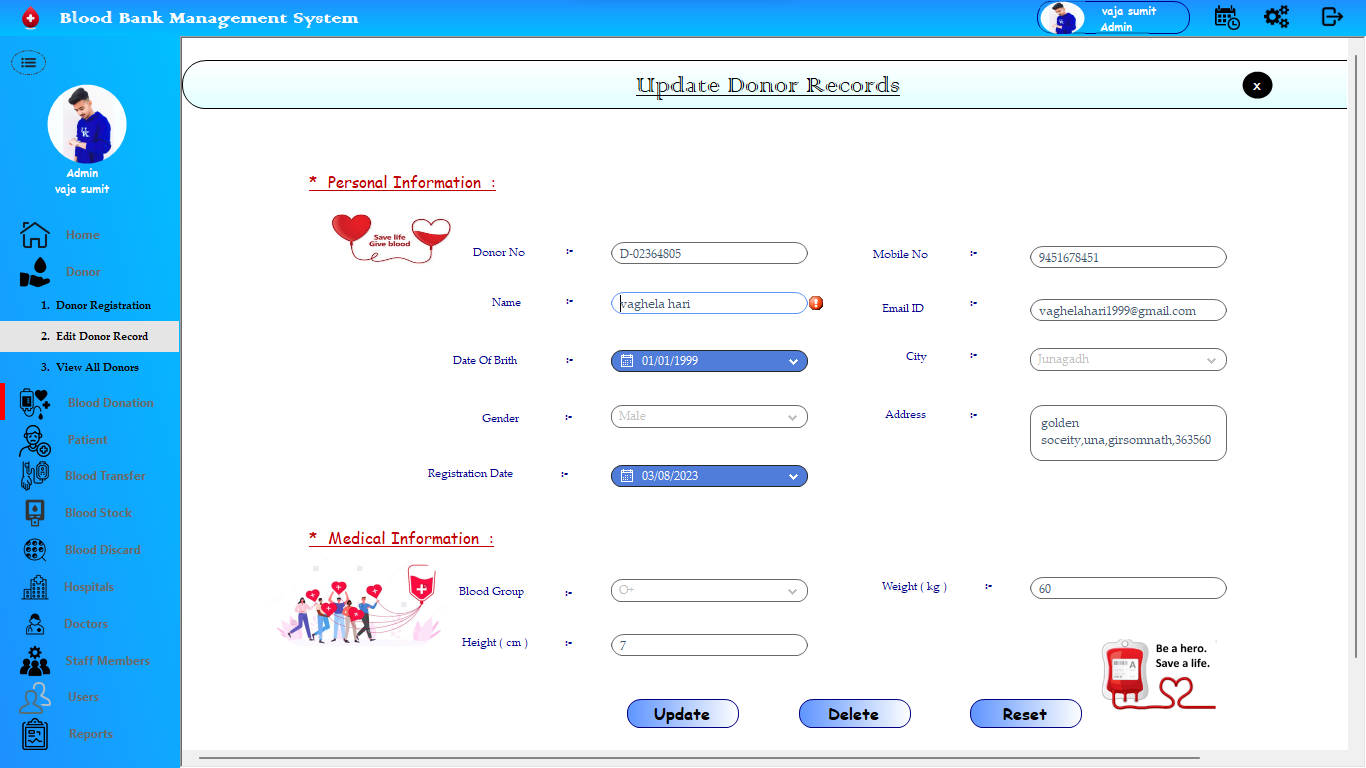 Blood Bank Management System
vaja sumit
Admin
Admin
vaja sumit
Home
Donor
1. Donor Registration
2. Edit Donor Record
3. View All Donors
Blood Donation
Patient
Blood Transfer
Blood Stock
Blood Discard
Hospitals
Doctors
Staff Members
Users
Reports
Update Donor Records
x
* Personal Information :
Save life
Give blood
Donor No :- D-02364805
Mobile No :- 9451678451
Name :- vaghela hari
Email ID :- vaghelahari1999@gmail.com
Date Of Brith :- 01/01/1999
City :- Junagadh
Gender :- Male
Address :- golden
soceity,una,girsomnath,363560
Registration Date :- 03/08/2023
* Medical Information :
Blood Group :- O+
Weight ( kg ) :- 60
Height ( cm ) :- 7
A
Be a hero.
Save a life.
Update
Delete
Reset